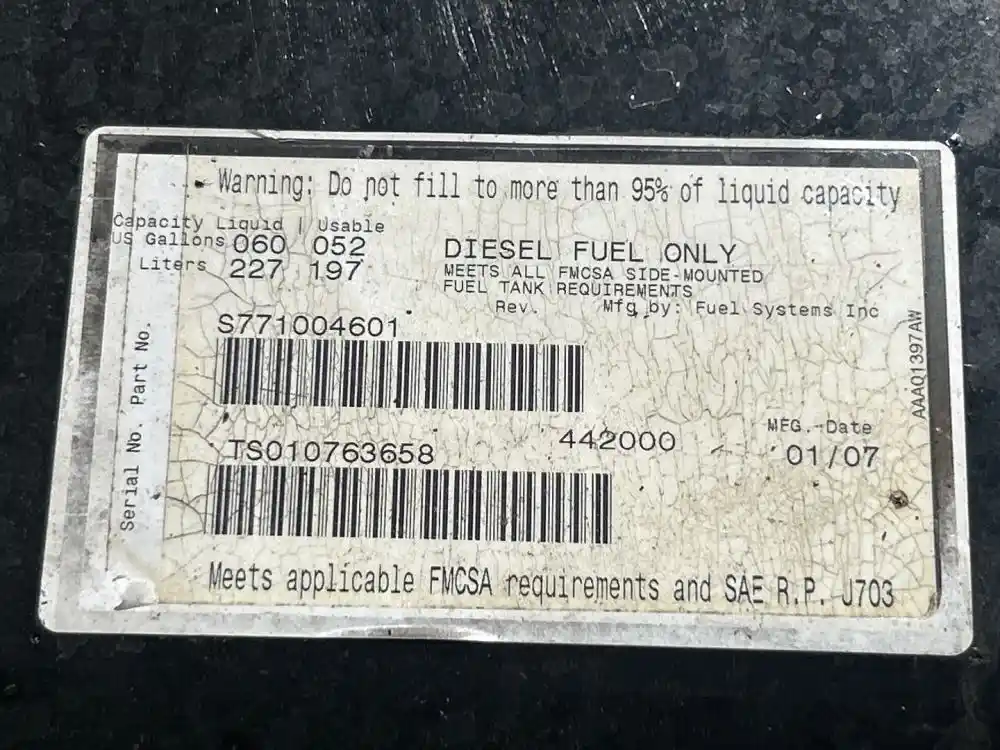 Warning: Do not fill to more than 95% of liquid capacity
Capacity Liquid | Usable
US Gallons 060 052
Liters 227 197
DIESEL FUEL ONLY
MEETS ALL FMCSA SIDE-MOUNTED
FUEL TANK REQUIREMENTS
Rev. Mfg by: Fuel Systems Inc
Part No. S771004601
Serial No. TS010763658
442000
MFG.-Date
01/07
AAAQ1397AW
Meets applicable FMCSA requirements and SAE R.P. J703